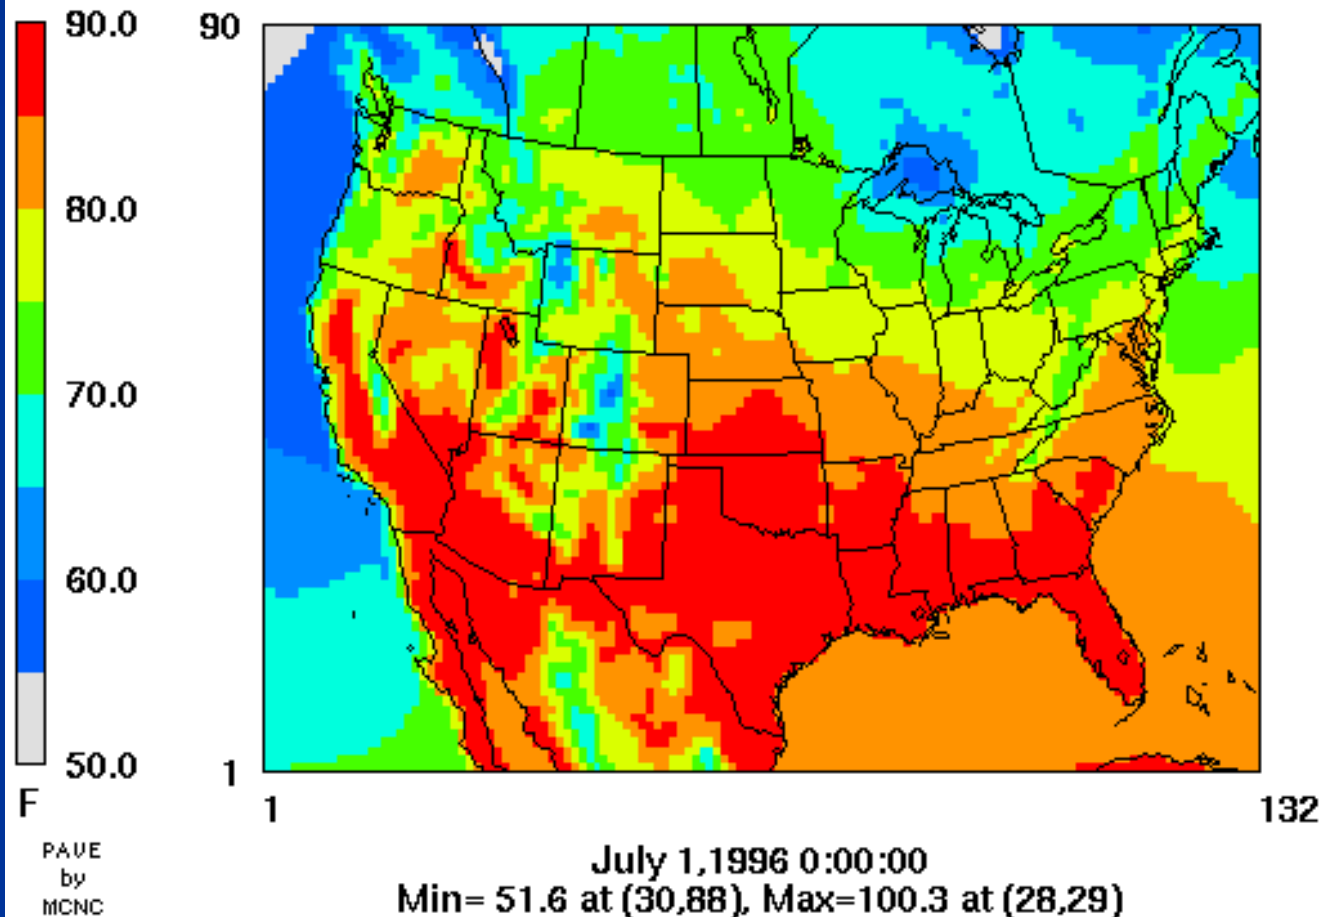 90.0
80.0
70.0
60.0
50.0
F
PAVE
by
MCNC
90
1
1
132
July 1,1996 0:00:00
Min= 51.6 at (30,88), Max=100.3 at (28,29)